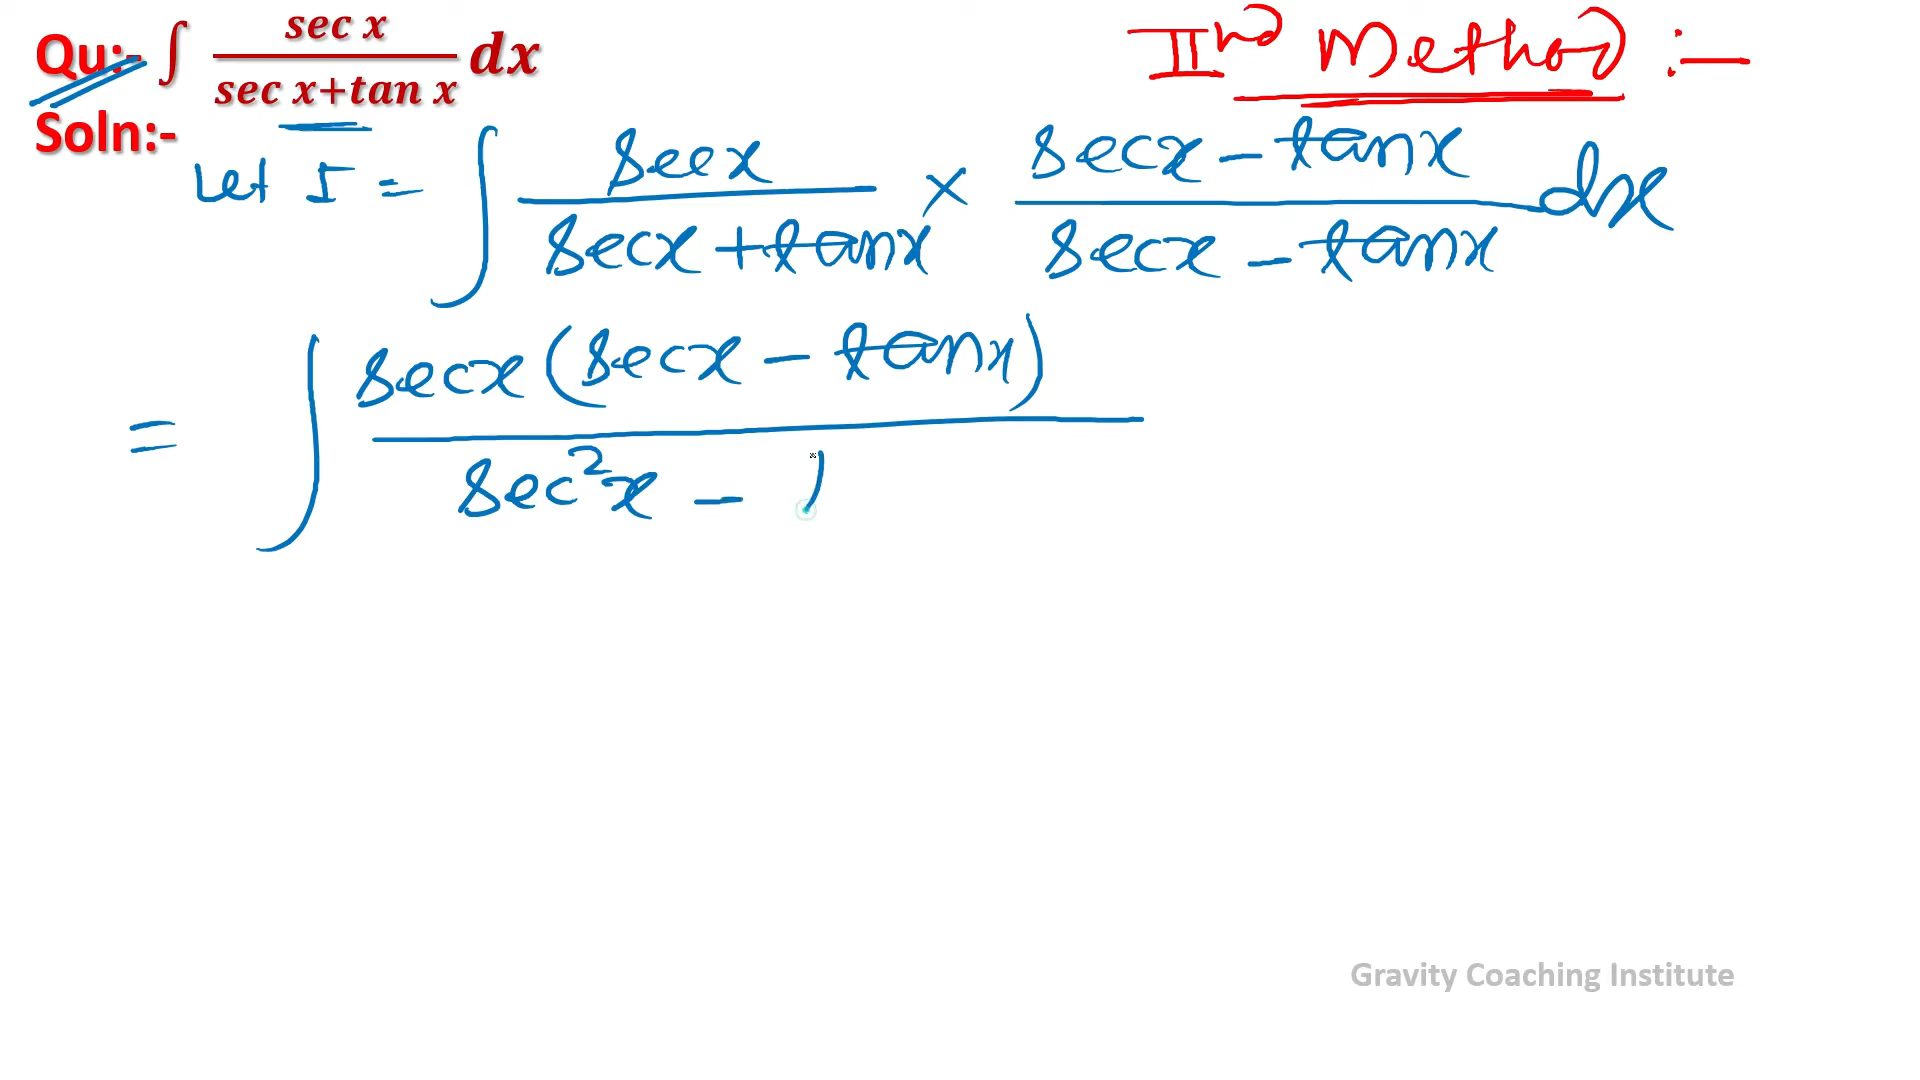 Qu:- ∫ sec x / (sec x+tan x) dx
IInd Method :-
Soln:-
Let I = ∫ secx / (secx + tanx) × (secx - tanx) / (secx - tanx) dx
= ∫ secx (secx - tanx) / (sec²x -
Gravity Coaching Institute